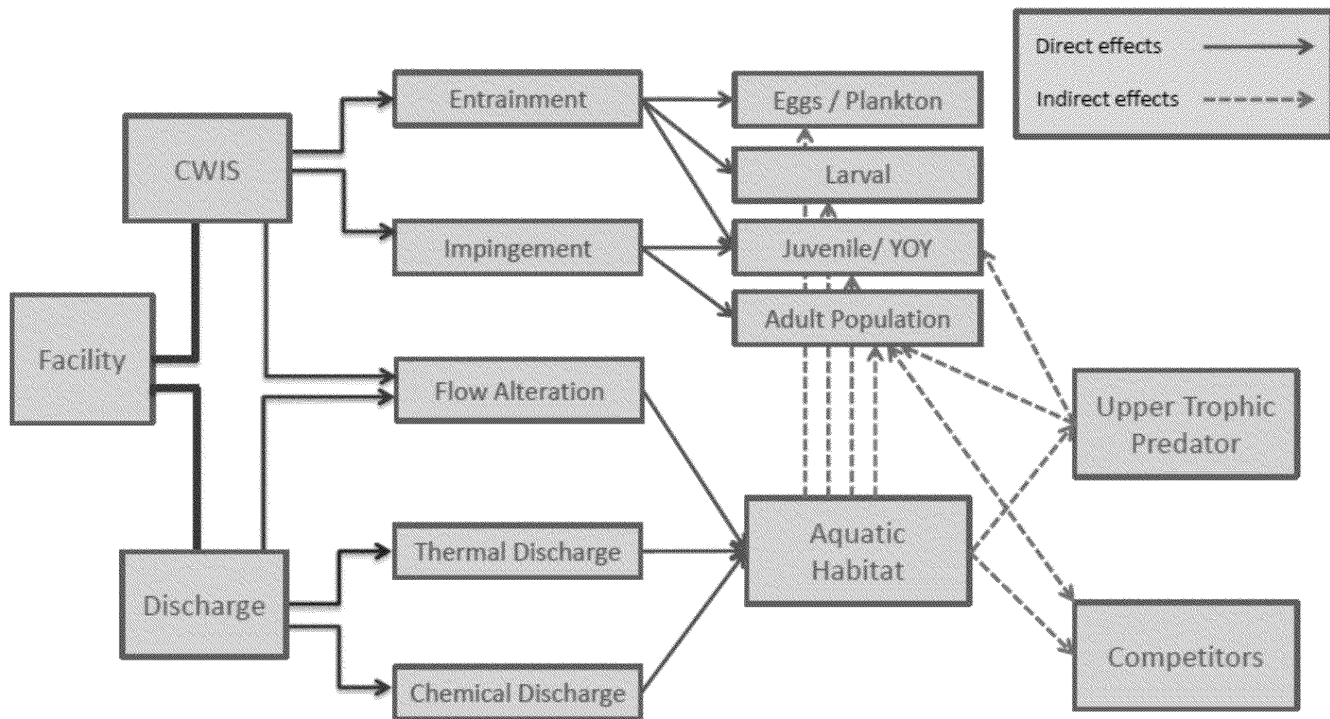 Direct effects
Indirect effects
Entrainment
Eggs / Plankton
CWIS
Larval
Impingement
Juvenile/ YOY
Adult Population
Facility
Flow Alteration
Upper Trophic
Predator
Thermal Discharge
Aquatic
Habitat
Discharge
Competitors
Chemical Discharge